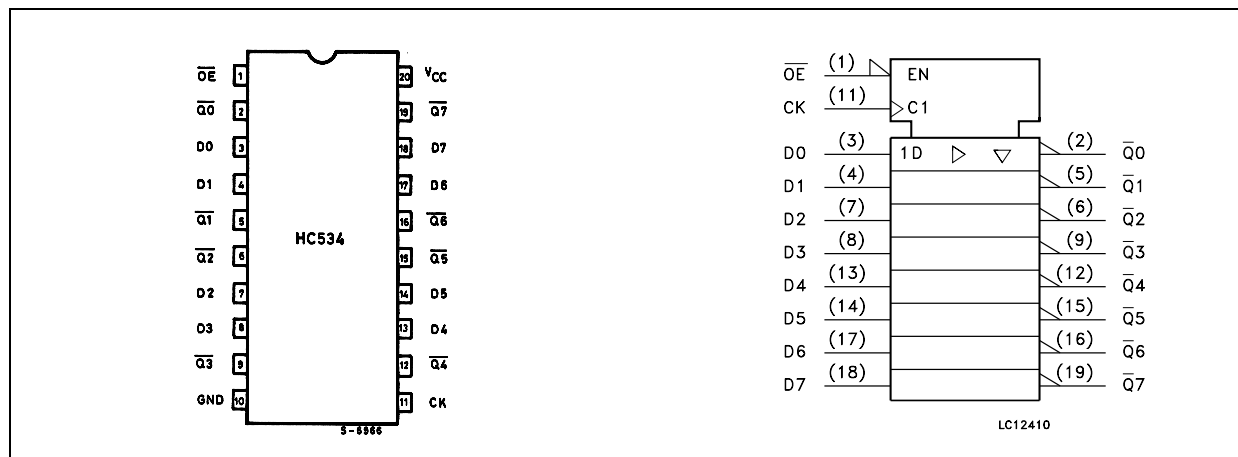 OE 1 20 VCC
Q0 2 19 Q7
D0 3 18 D7
D1 4 17 D6
Q1 5 16 Q6
HC534
Q2 6 15 Q5
D2 7 14 D5
D3 8 13 D4
Q3 9 12 Q4
GND 10 11 CK
S-6966
OE (1) EN
CK (11) C1
D0 (3) 1D (2) Q0
D1 (4) (5) Q1
D2 (7) (6) Q2
D3 (8) (9) Q3
D4 (13) (12) Q4
D5 (14) (15) Q5
D6 (17) (16) Q6
D7 (18) (19) Q7
LC12410